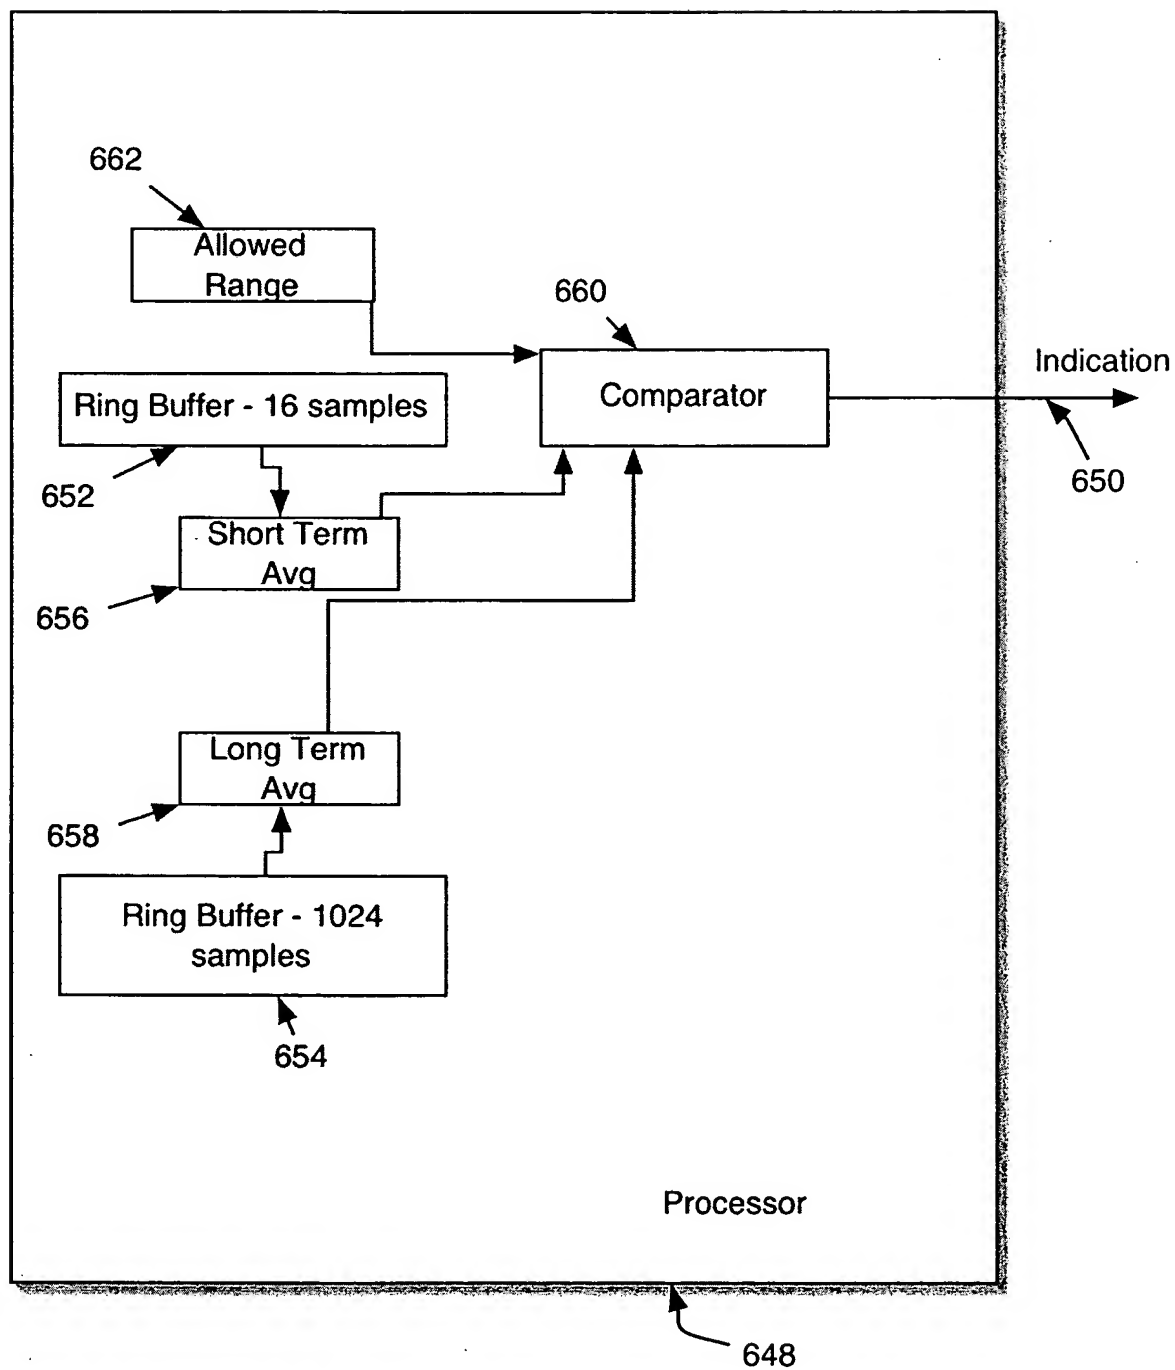 662
Allowed
Range
660
Comparator
Indication
650
Ring Buffer - 16 samples
652
Short Term
Avg
656
Long Term
Avg
658
Ring Buffer - 1024
samples
654
Processor
648